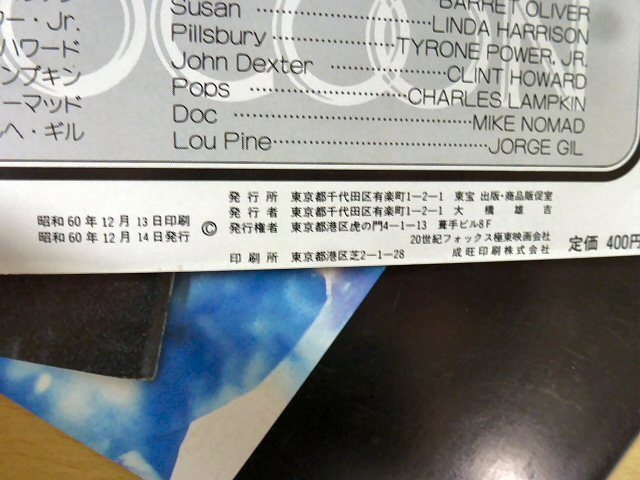 Susan ............ BARRET OLIVER
Pillsbury ............ LINDA HARRISON
John Dexter ............ TYRONE POWER, JR.
Pops ............ CLINT HOWARD
Doc ............ CHARLES LAMPKIN
Lou Pine ............ MIKE NOMAD
JORGE GIL
ー・Jr.
ハワード
ンプキン
ーマッド
ルヘ・ギル
COCOON
昭和60年12月13日印刷
昭和60年12月14日発行
©
発行所 東京都千代田区有楽町1-2-1 東宝 出版・商品販促室
発行者 東京都千代田区有楽町1-2-1 大橋雄吉
発行権者 東京都港区虎の門4-1-13 葺手ビル8F
20世紀フォックス極東映画会社
印刷所 東京都港区芝2-1-28 成旺印刷株式会社
定価 400円